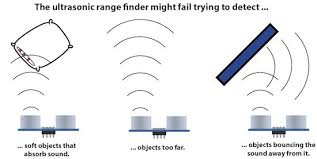 The ultrasonic range finder might fail trying to detect ...
... soft objects that
absorb sound.
... objects too far.
... objects bouncing the
sound away from it.